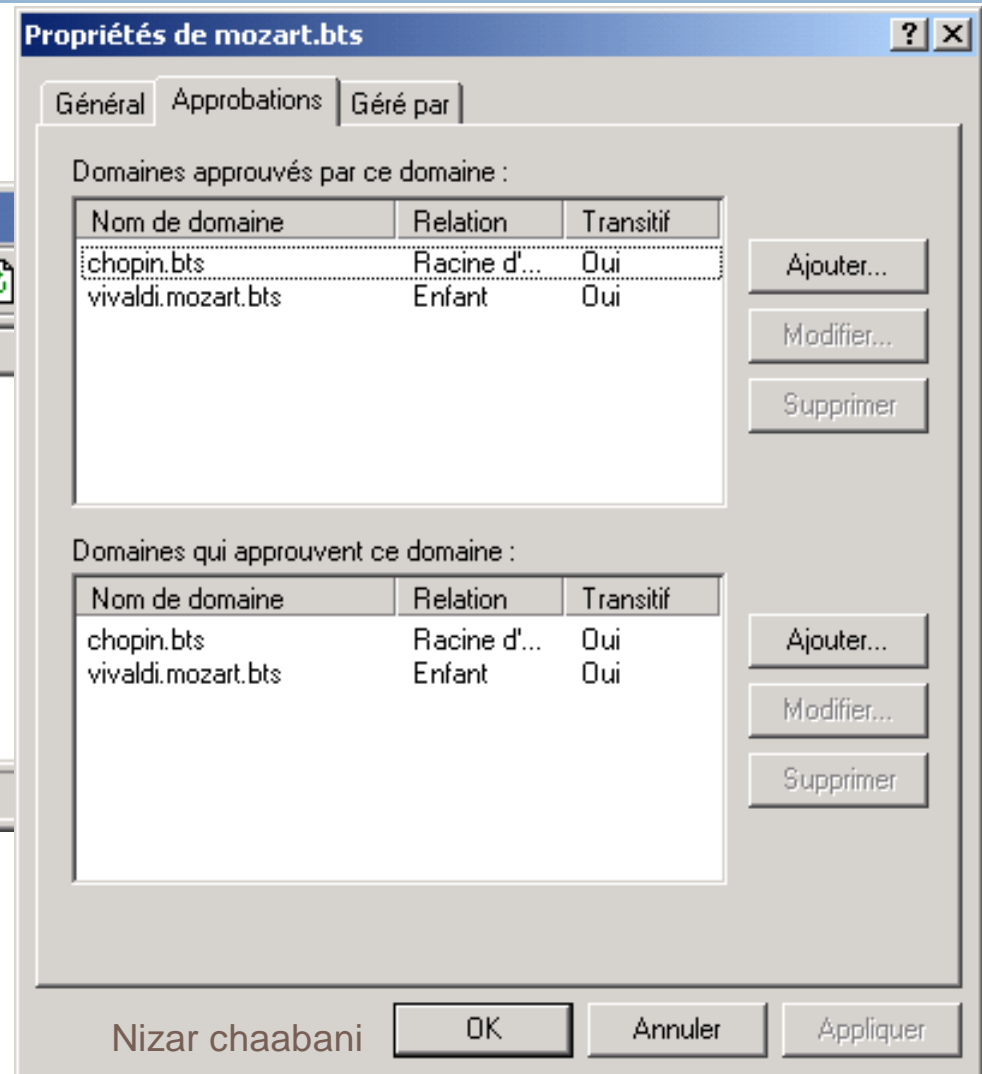 Propriétés de mozart.bts
Général Approbations Géré par
Domaines approuvés par ce domaine :
Nom de domaine Relation Transitif
chopin.bts Racine d'... Oui
vivaldi.mozart.bts Enfant Oui
Ajouter...
Modifier...
Supprimer
Domaines qui approuvent ce domaine :
Nom de domaine Relation Transitif
chopin.bts Racine d'... Oui
vivaldi.mozart.bts Enfant Oui
Ajouter...
Modifier...
Supprimer
Nizar chaabani
OK Annuler Appliquer